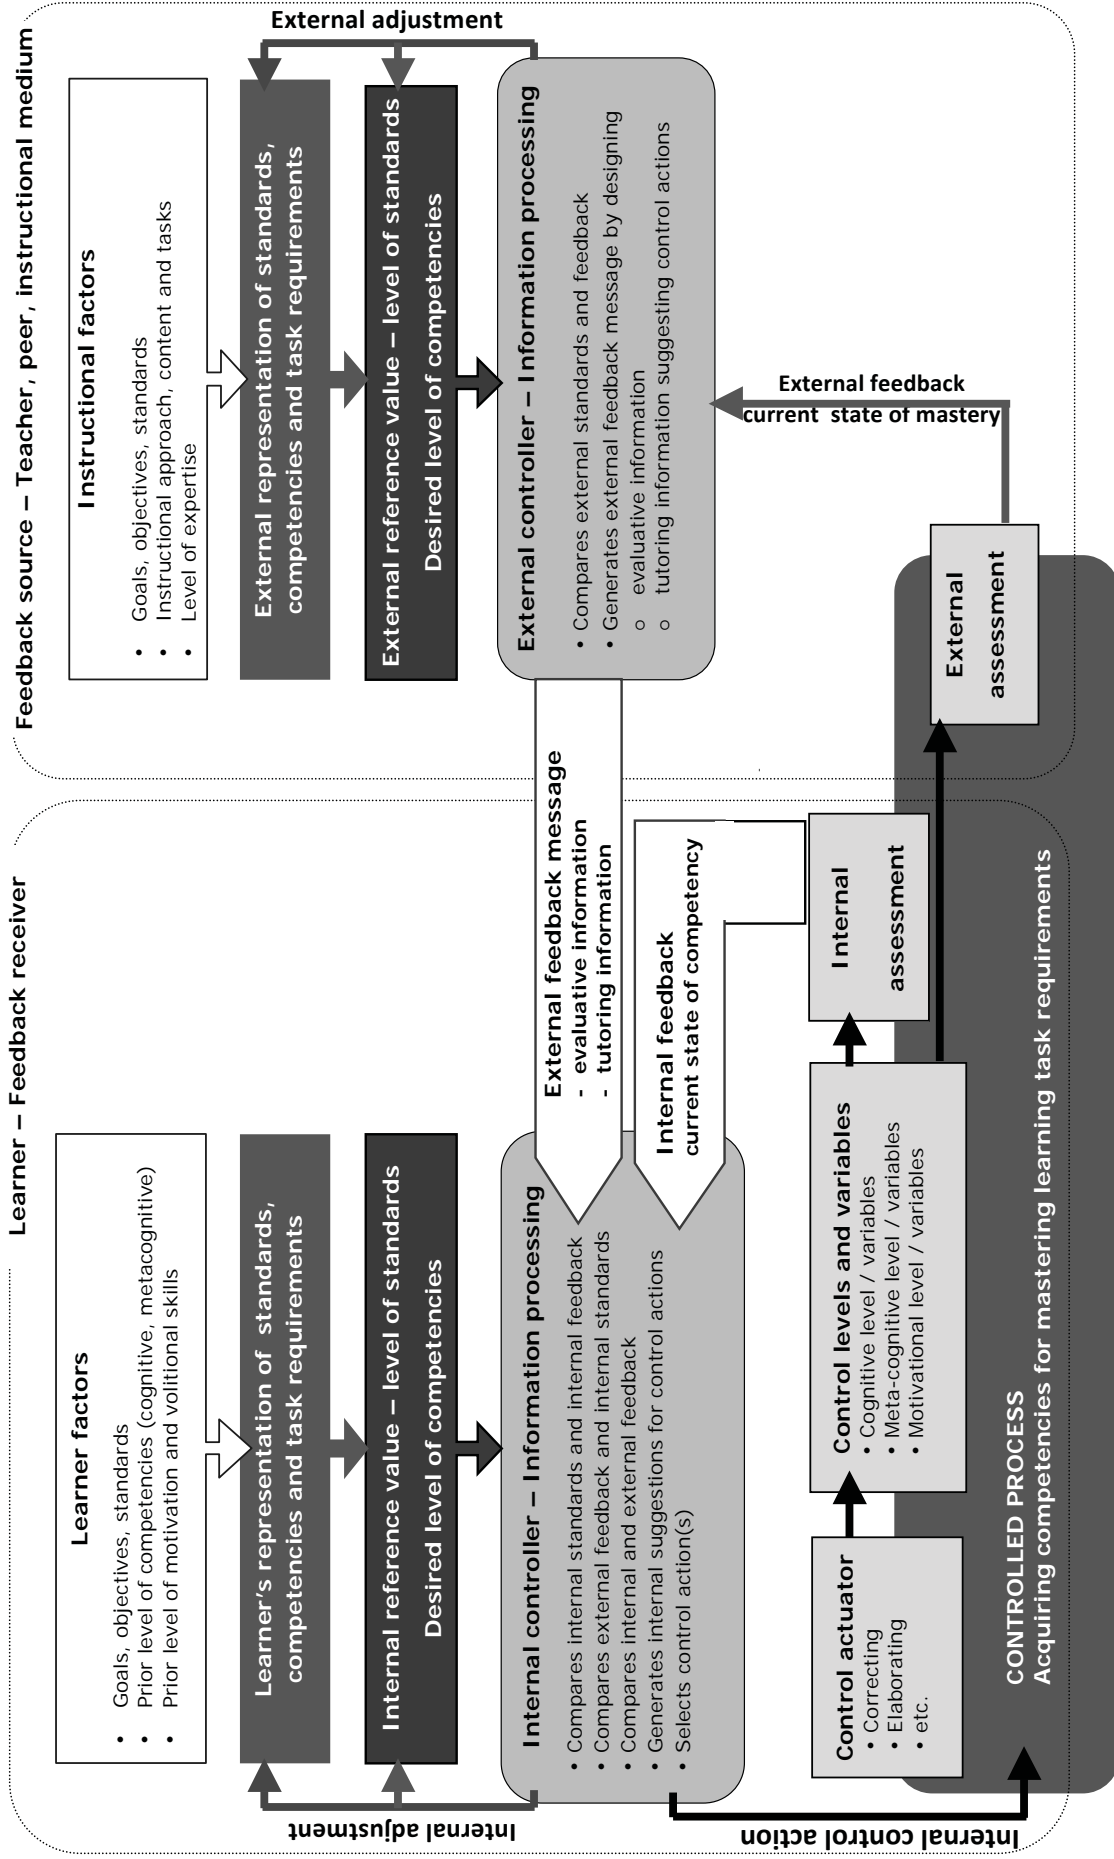 Learner – Feedback receiver
Learner factors
• Goals, objectives, standards
• Prior level of competencies (cognitive, metacognitive)
• Prior level of motivation and volitional skills
Learner's representation of standards,
competencies and task requirements
Internal reference value – level of standards
Desired level of competencies
Internal adjustment
Internal controller – Information processing
• Compares internal standards and internal feedback
• Compares external feedback and internal standards
• Compares internal and external feedback
• Generates internal suggestions for control actions
• Selects control action(s)
Internal control action
External feedback message
- evaluative information
- tutoring information
Internal feedback
current state of competency
Control actuator
• Correcting
• Elaborating
• etc.
Control levels and variables
• Cognitive level / variables
• Meta-cognitive level / variables
• Motivational level / variables
Internal
assessment
CONTROLLED PROCESS
Acquiring competencies for mastering learning task requirements
Feedback source – Teacher, peer, instructional medium
Instructional factors
• Goals, objectives, standards
• Instructional approach, content and tasks
• Level of expertise
External representation of standards,
competencies and task requirements
External reference value – level of standards
Desired level of competencies
External adjustment
External controller – Information processing
• Compares external standards and feedback
• Generates external feedback message by designing
o evaluative information
o tutoring information suggesting control actions
External feedback
current state of mastery
External
assessment